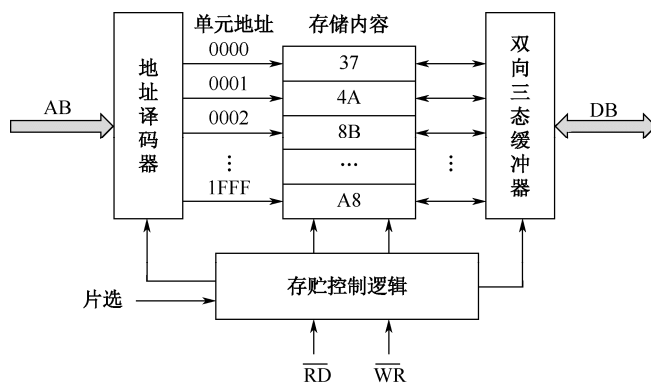 单元地址 存储内容
0000 37
0001 4A
0002 8B
⋮ … ⋮
1FFF A8
AB
地址译码器
双向三态缓冲器
DB
存贮控制逻辑
片选
R̅D̅ W̅R̅